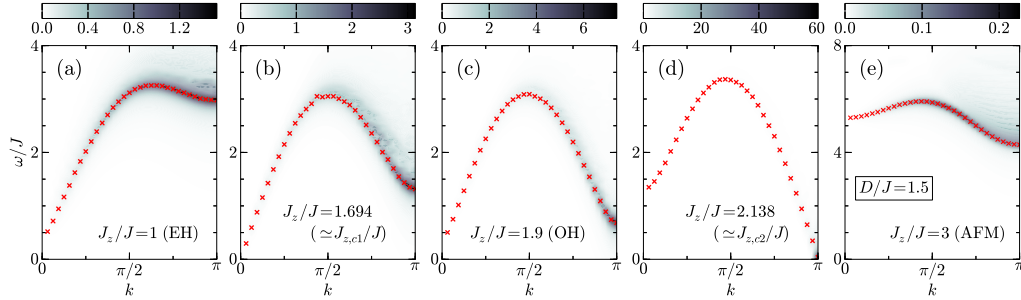 0.0 0.4 0.8 1.2
0 1 2 3
0 2 4 6
0 20 40 60
0 0.1 0.2
4
2
0
ω/J
(a)
J_z/J=1 (EH)
0 π/2 π
k
4
2
0
(b)
J_z/J=1.694
(≃J_{z,c1}/J)
0 π/2 π
k
4
2
0
(c)
J_z/J=1.9 (OH)
0 π/2 π
k
4
2
0
(d)
J_z/J=2.138
(≃J_{z,c2}/J)
0 π/2 π
k
8
4
0
(e)
D/J=1.5
J_z/J=3 (AFM)
0 π/2 π
k